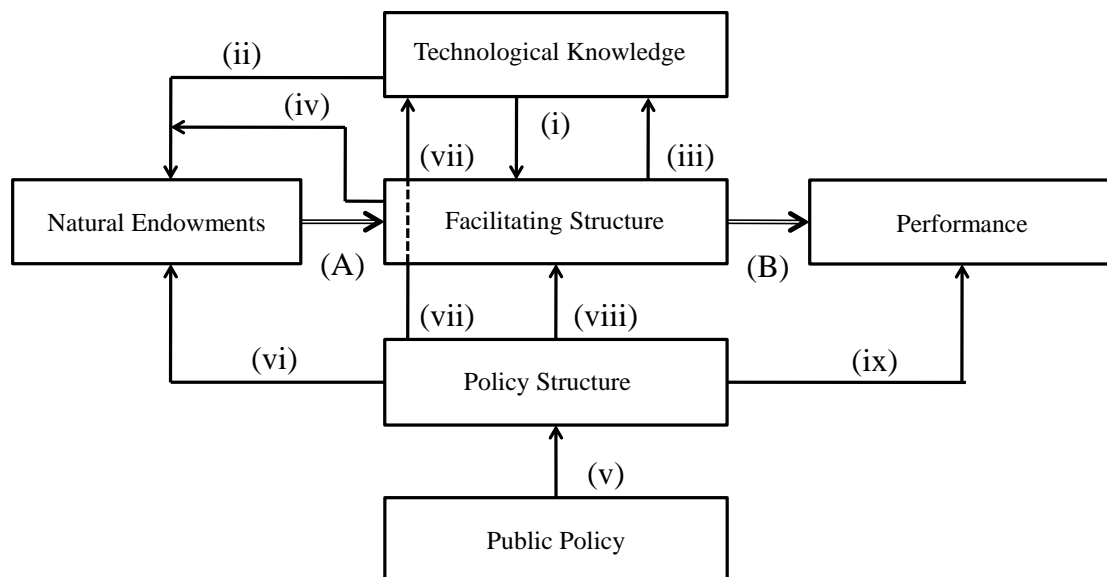 Technological Knowledge
(ii)
(iv)
(i)
(vii)
(iii)
Natural Endowments
Facilitating Structure
Performance
(A)
(B)
(vii)
(viii)
(vi)
(ix)
Policy Structure
(v)
Public Policy